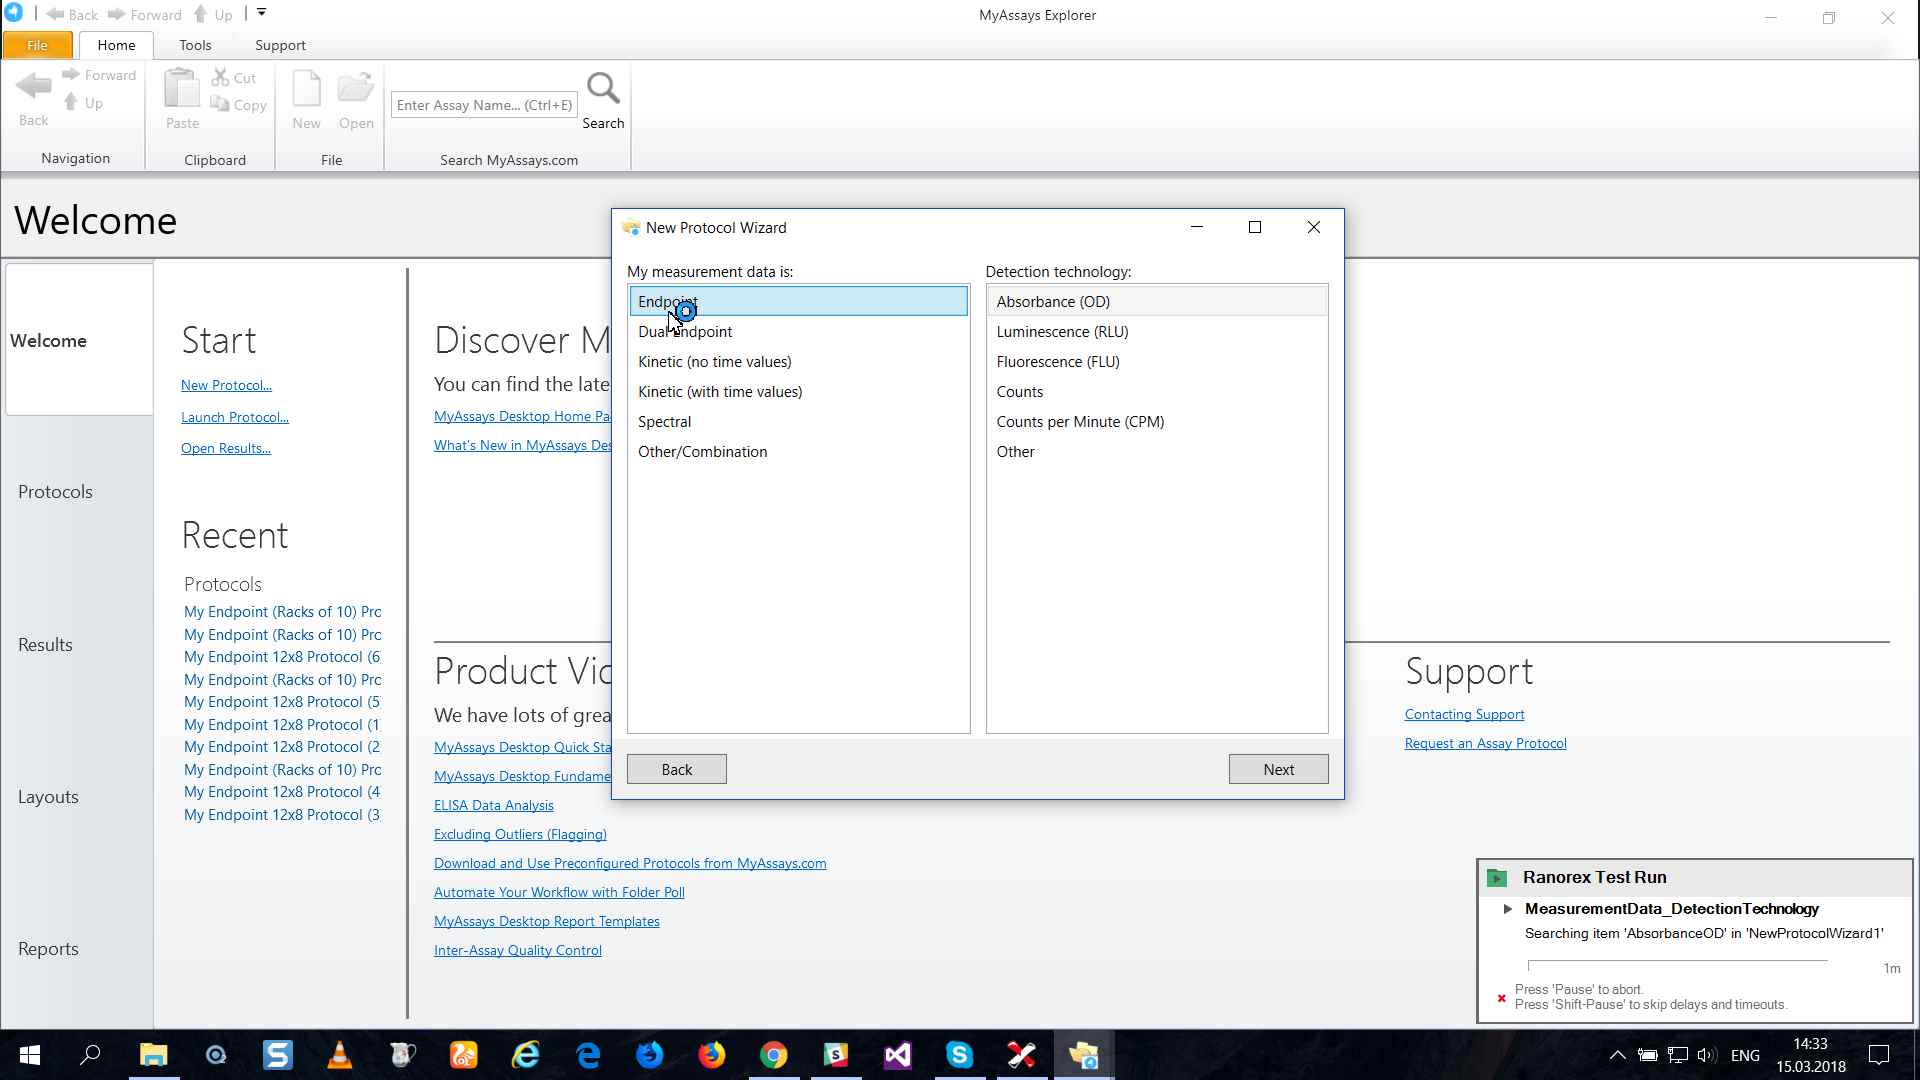 Back Forward Up
MyAssays Explorer
File Home Tools Support
Back
Forward
Up
Navigation
Paste
Cut
Copy
Clipboard
New
Open
File
Enter Assay Name... (Ctrl+E)
Search
Search MyAssays.com
Welcome
Welcome
Protocols
Results
Layouts
Reports
Start
New Protocol...
Launch Protocol...
Open Results...
Recent
Protocols
My Endpoint (Racks of 10) Prc
My Endpoint (Racks of 10) Prc
My Endpoint 12x8 Protocol (6
My Endpoint (Racks of 10) Prc
My Endpoint 12x8 Protocol (5
My Endpoint 12x8 Protocol (1
My Endpoint 12x8 Protocol (2
My Endpoint (Racks of 10) Prc
My Endpoint 12x8 Protocol (4
My Endpoint 12x8 Protocol (3
Discover M
You can find the late
MyAssays Desktop Home Pa
What's New in MyAssays Des
Product Vic
We have lots of grea
MyAssays Desktop Quick Sta
MyAssays Desktop Fundame
ELISA Data Analysis
Excluding Outliers (Flagging)
Download and Use Preconfigured Protocols from MyAssays.com
Automate Your Workflow with Folder Poll
MyAssays Desktop Report Templates
Inter-Assay Quality Control
Support
Contacting Support
Request an Assay Protocol
New Protocol Wizard
My measurement data is:
Endpoint
Dual Endpoint
Kinetic (no time values)
Kinetic (with time values)
Spectral
Other/Combination
Detection technology:
Absorbance (OD)
Luminescence (RLU)
Fluorescence (FLU)
Counts
Counts per Minute (CPM)
Other
Back
Next
Ranorex Test Run
MeasurementData_DetectionTechnology
Searching item 'AbsorbanceOD' in 'NewProtocolWizard1'
1m
Press 'Pause' to abort.
Press 'Shift-Pause' to skip delays and timeouts.
ENG
14:33
15.03.2018